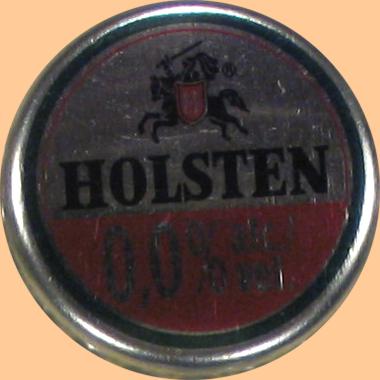 ®
HOLSTEN
0,0% alc./
vol